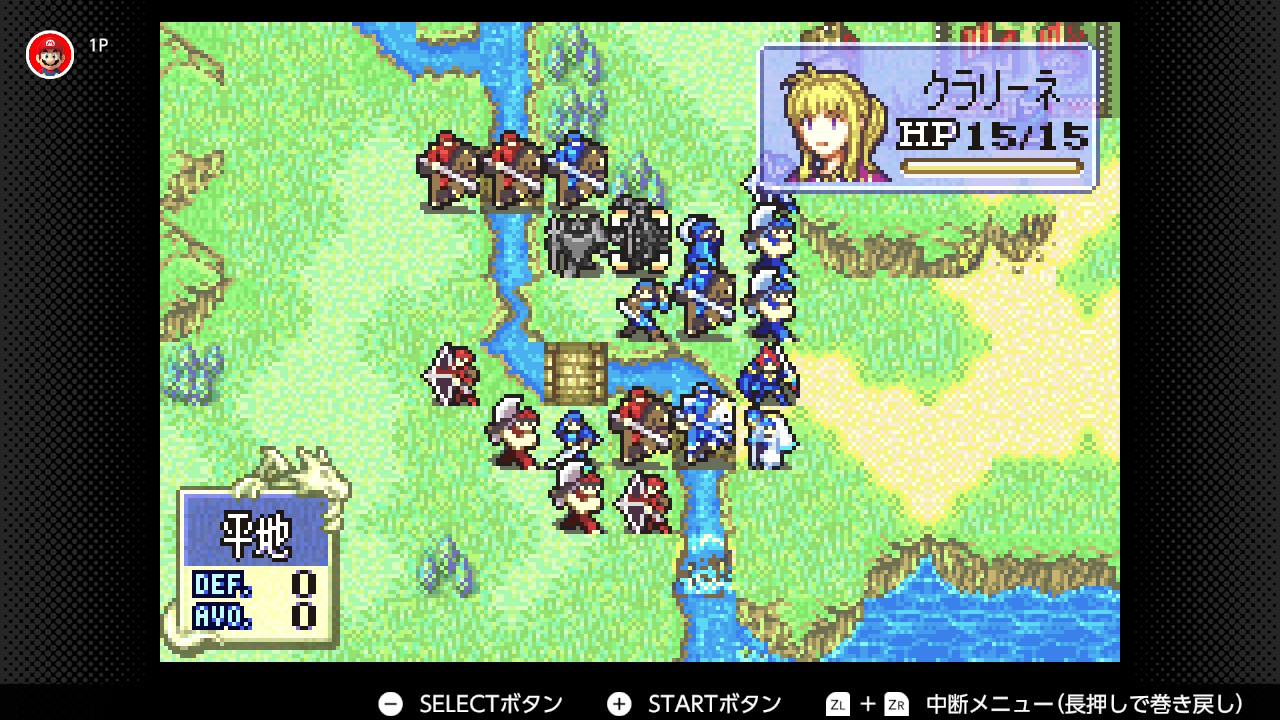 1P
クラリーネ
HP 15/15
平地
DEF. 0
AVO. 0
SELECTボタン
STARTボタン
ZL + ZR 中断メニュー(長押しで巻き戻し)